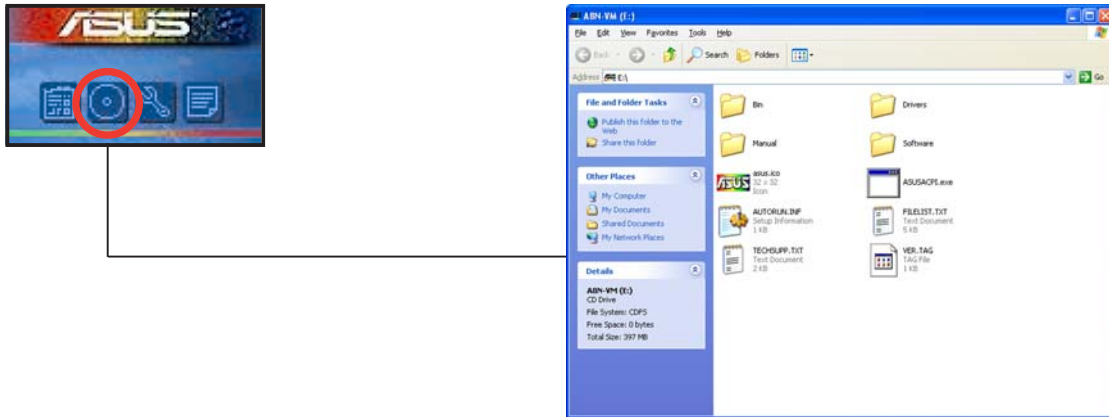 ASUS
A8N-VM (E:)
File Edit View Favorites Tools Help
Back Search Folders
Address E:\ Go
File and Folder Tasks
Publish this folder to the
Web
Share this folder
Other Places
My Computer
My Documents
Shared Documents
My Network Places
Details
A8N-VM (E:)
CD Drive
File System: CDFS
Free Space: 0 bytes
Total Size: 397 MB
Bin
Drivers
Manual
Software
ASUS
asus.ico
32 x 32
Icon
ASUSACPI.exe
AUTORUN.INF
Setup Information
1 KB
FILELIST.TXT
Text Document
5 KB
TECHSUPP.TXT
Text Document
2 KB
VER.TAG
TAG File
1 KB